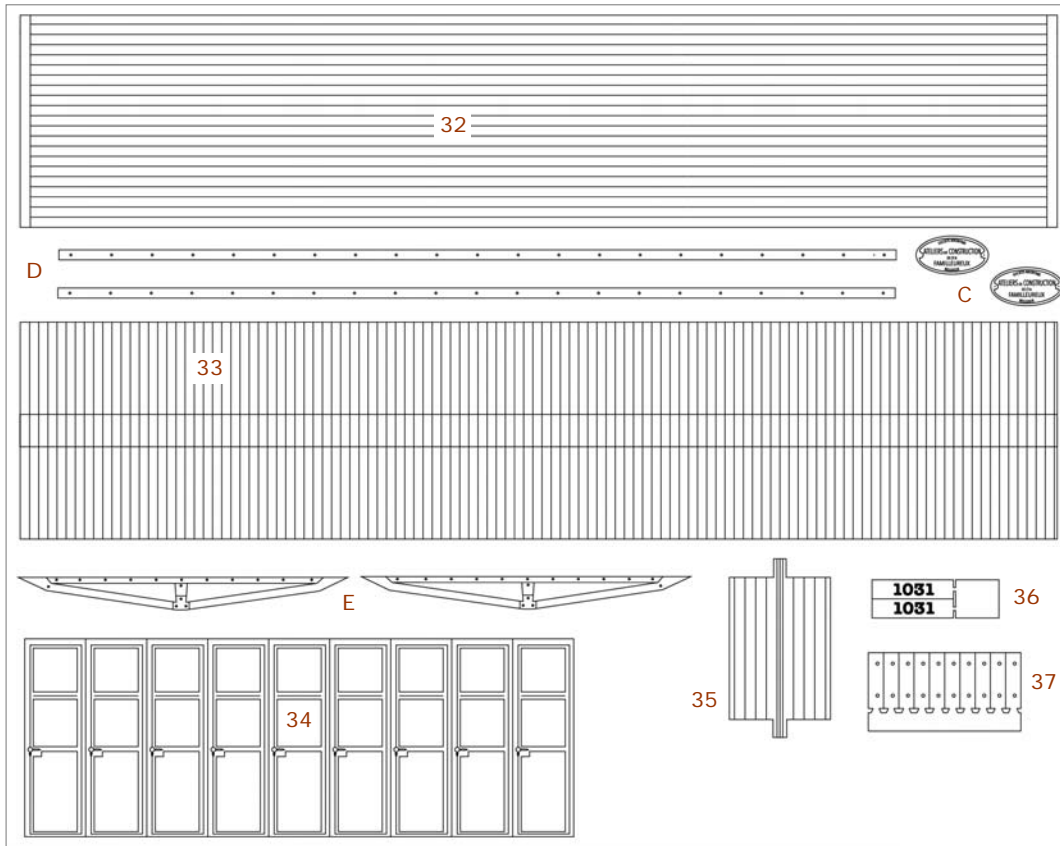 32
D
ATELIERS DE CONSTRUCTION
FAMILLEUREUX
C
ATELIERS DE CONSTRUCTION
FAMILLEUREUX
33
E
1031
1031
36
34
35
37